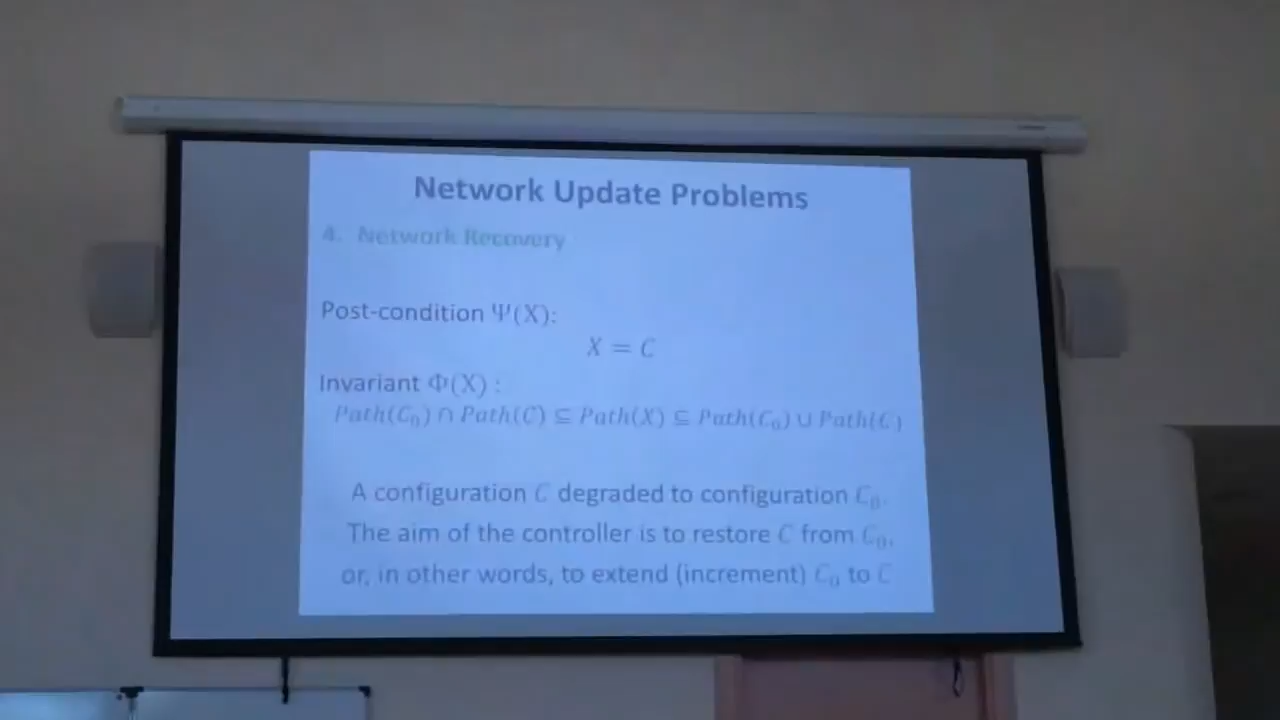 Network Update Problems
4. Network Recovery
Post-condition Ψ(X):
X = C
Invariant Φ(X) :
Path(C₀) ∩ Path(C) ⊆ Path(X) ⊆ Path(C₀) ∪ Path(C)
A configuration C degraded to configuration C₀.
The aim of the controller is to restore C from C₀,
or, in other words, to extend (increment) C₀ to C